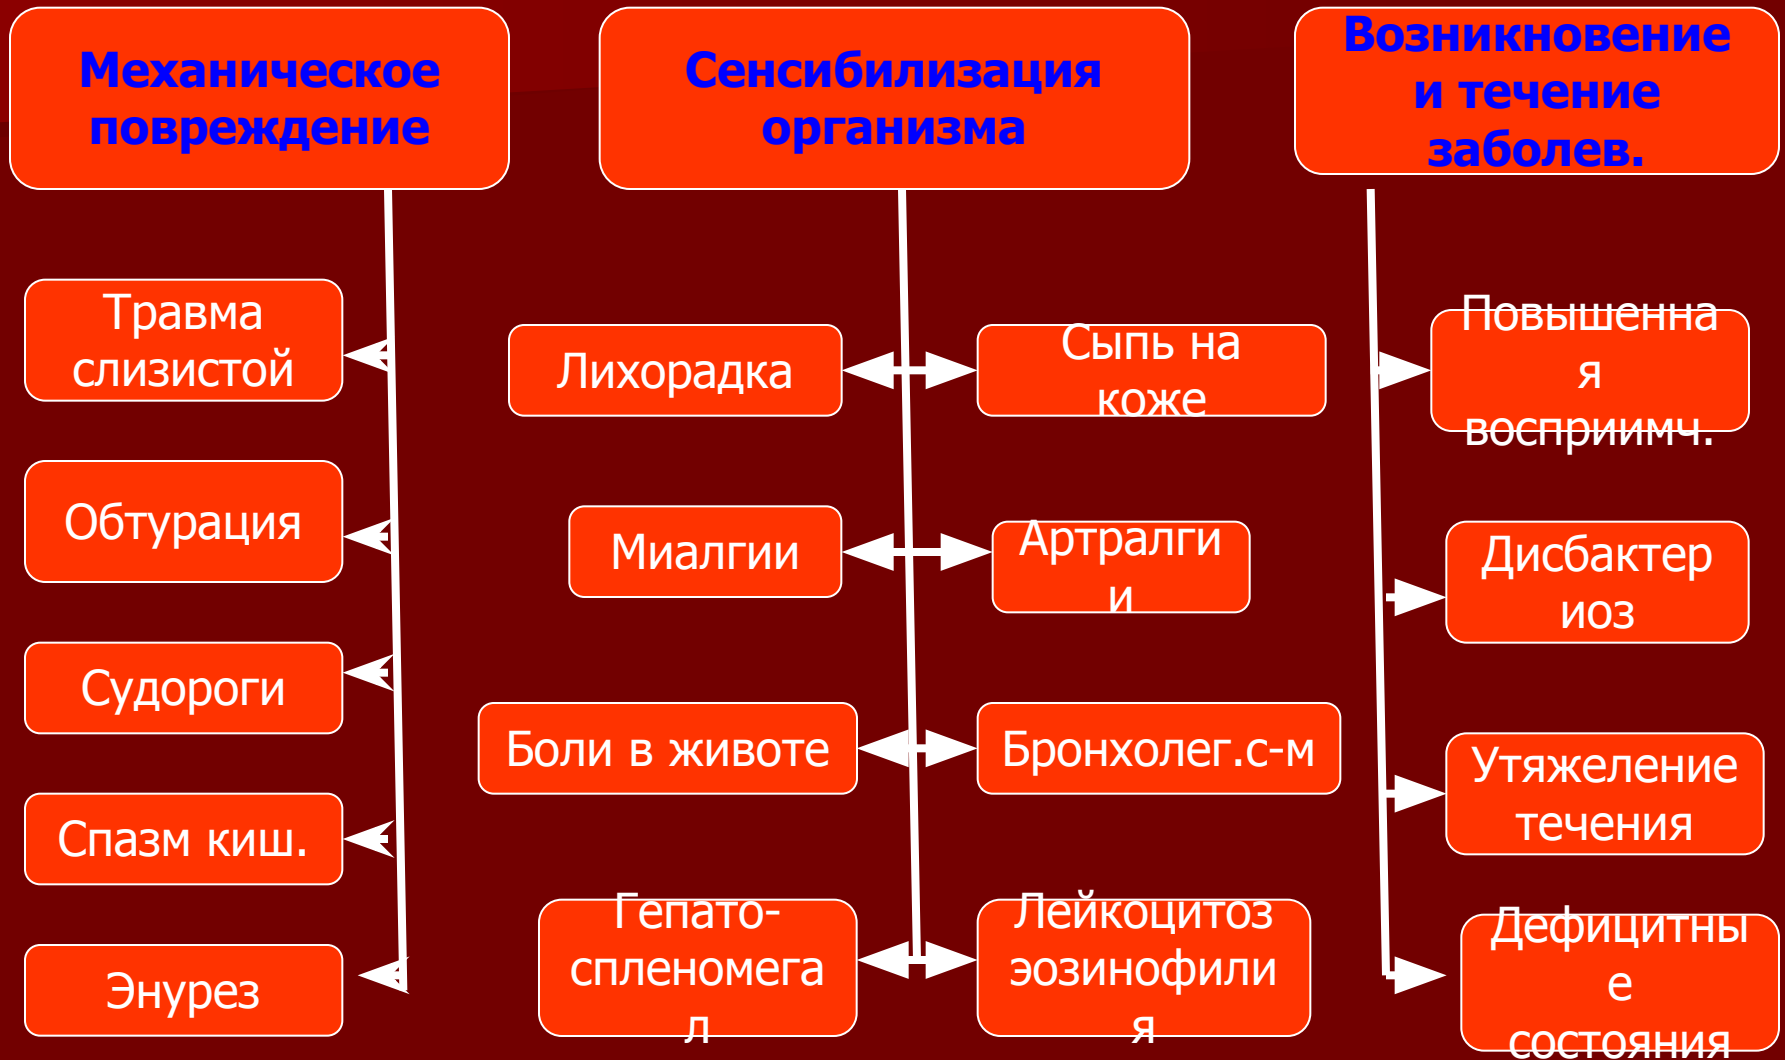 Механическое
повреждение
Сенсибилизация
организма
Возникновение
и течение
заболев.
Травма
слизистой
Обтурация
Судороги
Спазм киш.
Энурез
Лихорадка
Сыпь на
коже
Миалгии
Артралги
и
Боли в животе
Бронхолег.с-м
Гепато-
спленомега
л
Лейкоцитоз
эозинофили
я
Повышенна
я
восприимч.
Дисбактер
иоз
Утяжеление
течения
Дефицитны
е
состояния